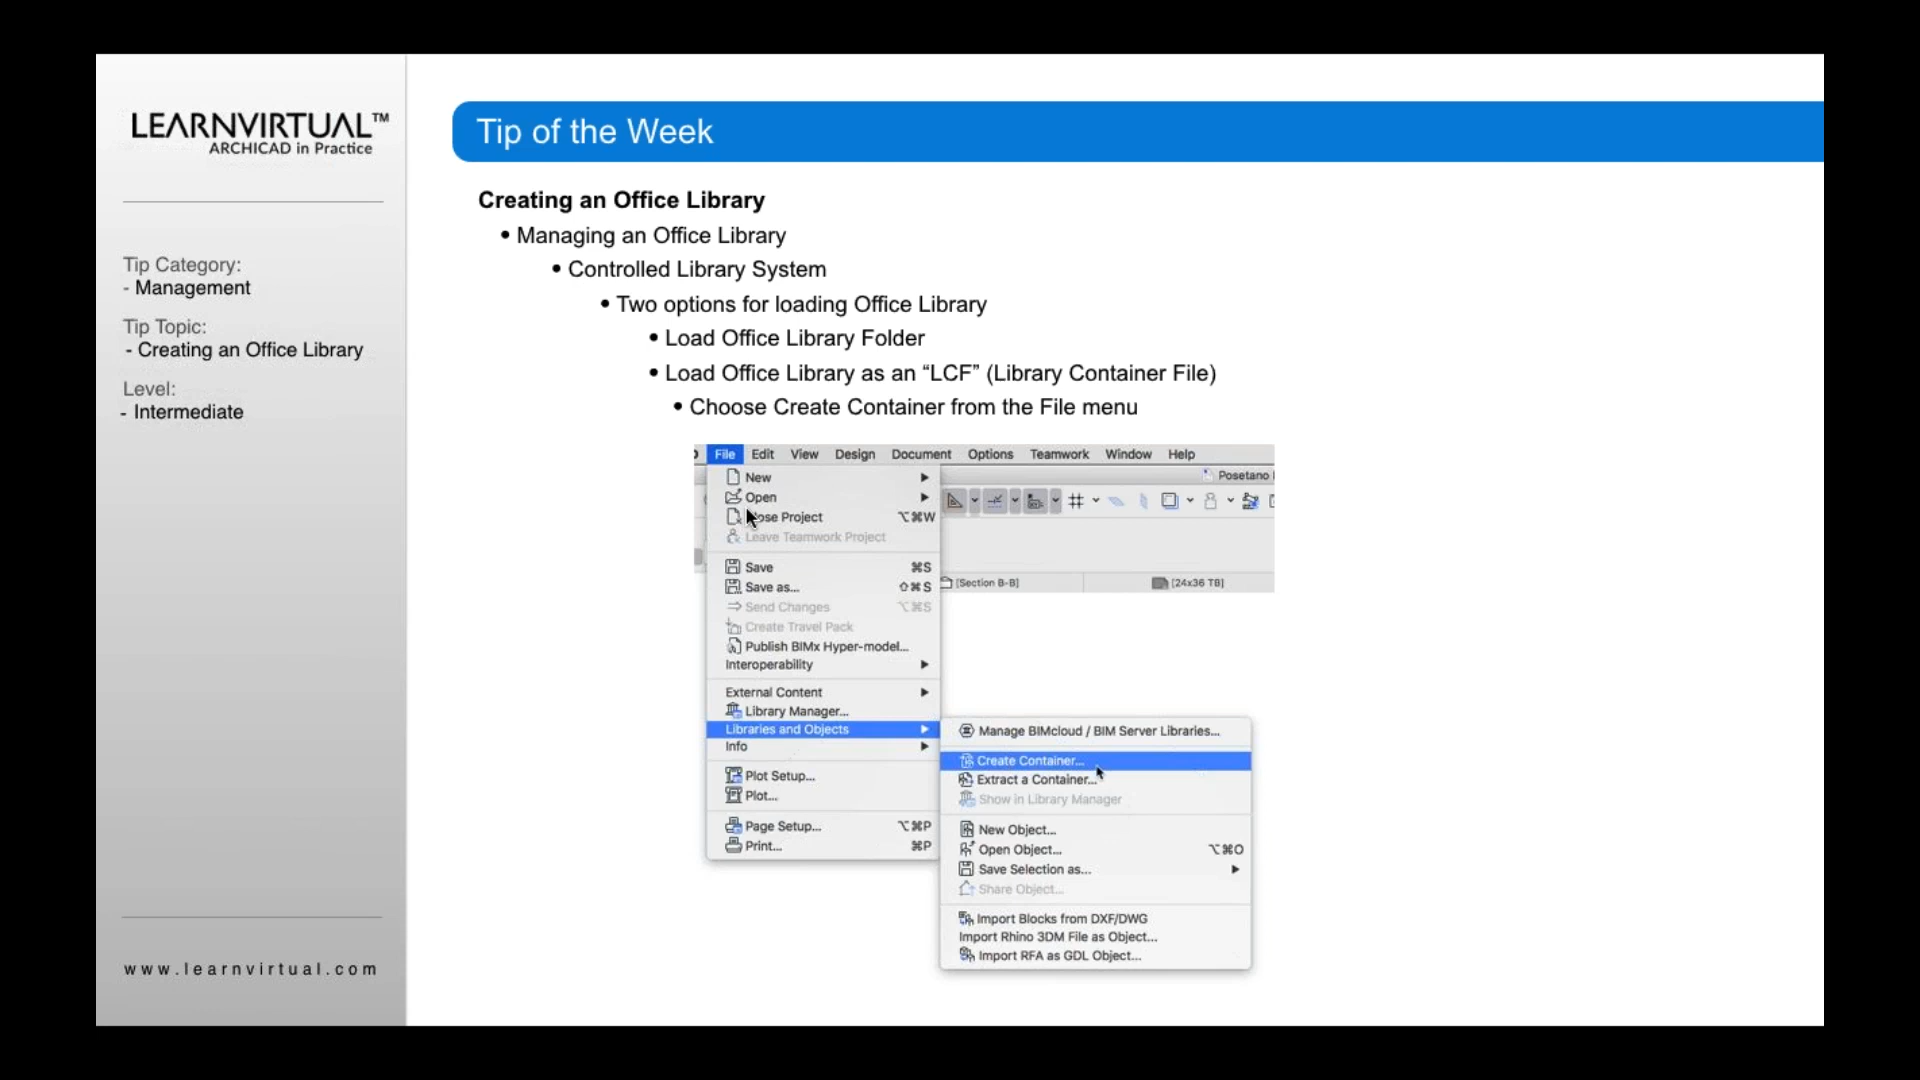 LEARNVIRTUAL™
ARCHICAD in Practice
Tip Category:
- Management
Tip Topic:
- Creating an Office Library
Level:
- Intermediate
www.learnvirtual.com
Tip of the Week
Creating an Office Library
• Managing an Office Library
• Controlled Library System
• Two options for loading Office Library
• Load Office Library Folder
• Load Office Library as an “LCF” (Library Container File)
• Choose Create Container from the File menu
File Edit View Design Document Options Teamwork Window Help
Posetano
New
Open
ose Project ⌥⌘W
Leave Teamwork Project
Save ⌘S
Save as... ⇧⌘S
Send Changes ⌥⌘S
Create Travel Pack
Publish BIMx Hyper-model...
Interoperability
External Content
Library Manager...
Libraries and Objects
Info
Plot Setup...
Plot...
Page Setup... ⌥⌘P
Print... ⌘P
[Section B-B] [24x36 TB]
Manage BIMcloud / BIM Server Libraries...
Create Container...
Extract a Container...
Show in Library Manager
New Object...
Open Object... ⌥⌘O
Save Selection as...
Share Object...
Import Blocks from DXF/DWG
Import Rhino 3DM File as Object...
Import RFA as GDL Object...